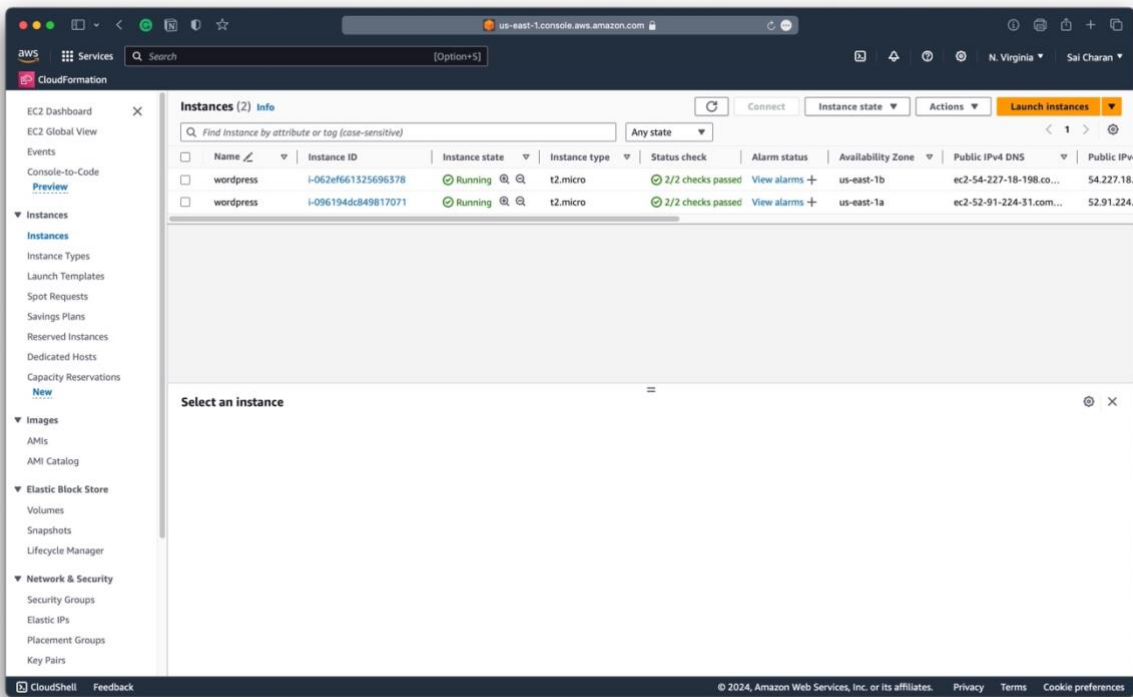 us-east-1.console.aws.amazon.com
aws Services Search [Option+S] N. Virginia Sai Charan
CloudFormation
EC2 Dashboard
EC2 Global View
Events
Console-to-Code
Preview
Instances
Instances
Instance Types
Launch Templates
Spot Requests
Savings Plans
Reserved Instances
Dedicated Hosts
Capacity Reservations
New
Images
AMIs
AMI Catalog
Elastic Block Store
Volumes
Snapshots
Lifecycle Manager
Network & Security
Security Groups
Elastic IPs
Placement Groups
Key Pairs
Instances (2) Info Connect Instance state Actions Launch instances
Find Instance by attribute or tag (case-sensitive) Any state 1
Name Instance ID Instance state Instance type Status check Alarm status Availability Zone Public IPv4 DNS Public IPv
wordpress i-062ef661325696378 Running t2.micro 2/2 checks passed View alarms + us-east-1b ec2-54-227-18-198.co... 54.227.18.
wordpress i-096194dc849817071 Running t2.micro 2/2 checks passed View alarms + us-east-1a ec2-52-91-224-31.com... 52.91.224.
Select an instance
CloudShell Feedback © 2024, Amazon Web Services, Inc. or its affiliates. Privacy Terms Cookie preferences